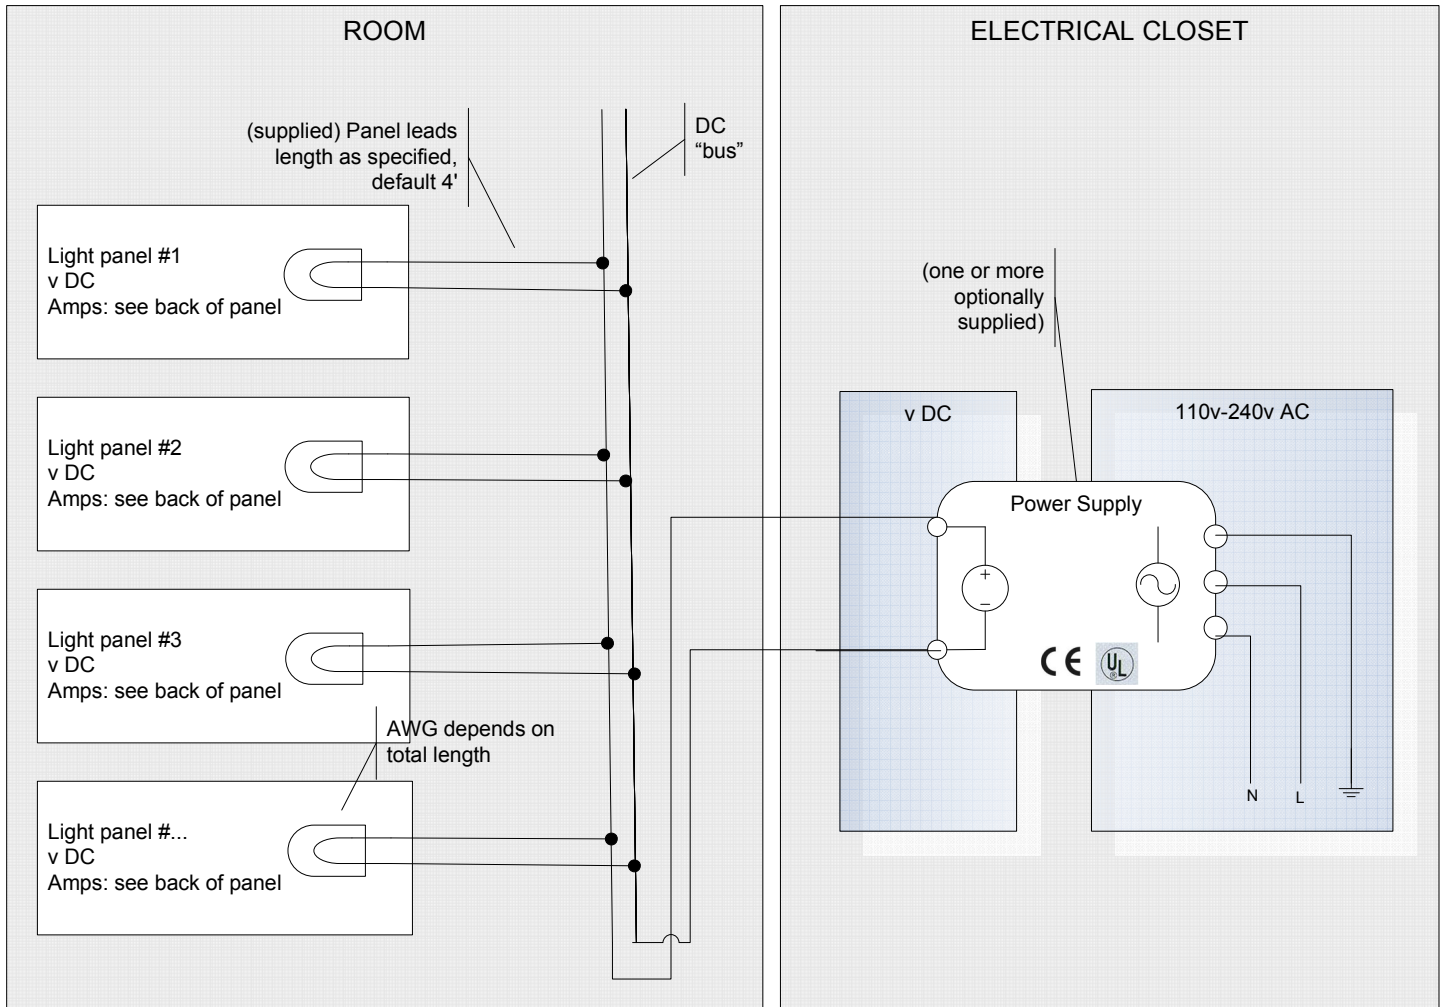 ROOM
(supplied) Panel leads
length as specified,
default 4'
DC
“bus”
Light panel #1
v DC
Amps: see back of panel
Light panel #2
v DC
Amps: see back of panel
Light panel #3
v DC
Amps: see back of panel
AWG depends on
total length
Light panel #...
v DC
Amps: see back of panel
ELECTRICAL CLOSET
(one or more
optionally
supplied)
v DC
110v-240v AC
Power Supply
+
−
CE
UL
®
N
L